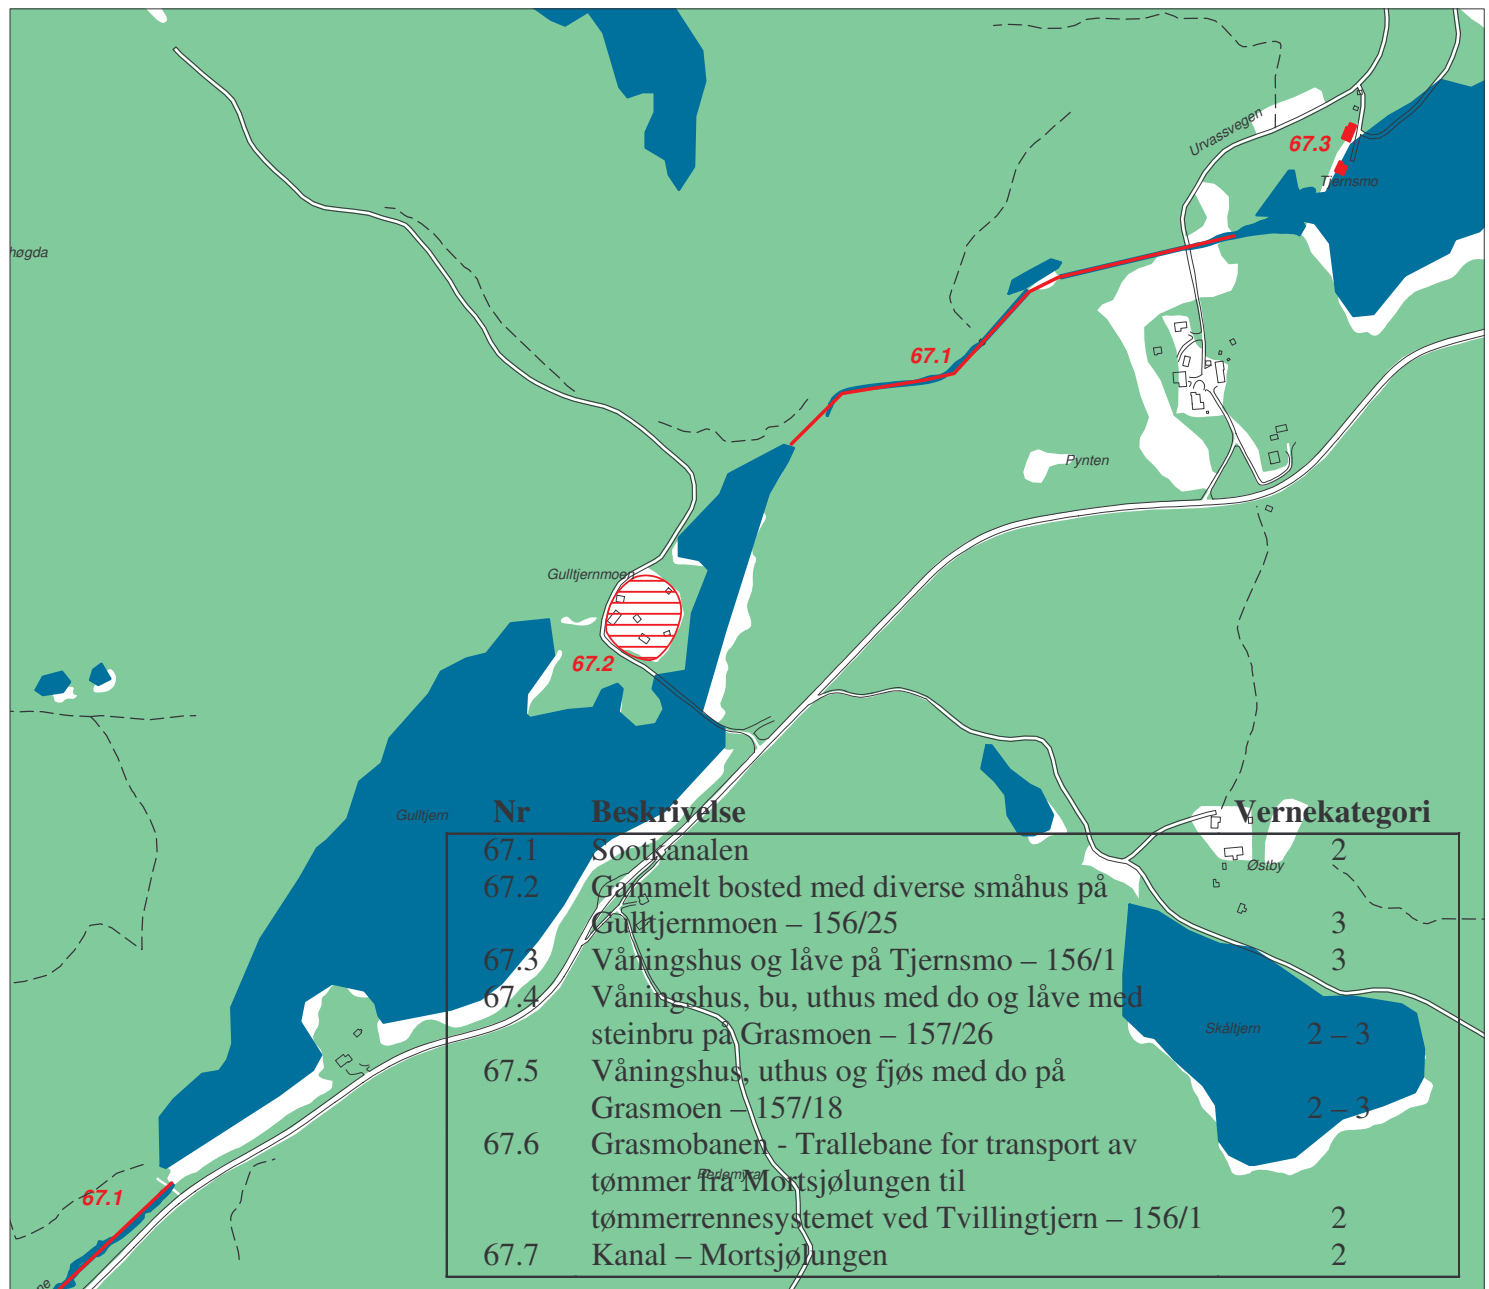 Urvassvegen
67.3
Tjernsmo
høgda
67.1
Pynten
Gulltjernmoen
67.2
Gulltjern
Nr Beskrivelse Vernekategori
67.1 Sootkanalen 2
67.2 Gammelt bosted med diverse småhus på
Gulltjernmoen – 156/25 3
67.3 Våningshus og låve på Tjernsmo – 156/1 3
67.4 Våningshus, bu, uthus med do og låve med
steinbru på Grasmoen – 157/26 2 – 3
67.5 Våningshus, uthus og fjøs med do på
Grasmoen – 157/18 2 – 3
67.6 Grasmobanen - Trallebane for transport av
tømmer fra Mortsjølungen til
tømmerrennesystemet ved Tvillingtjern – 156/1 2
67.7 Kanal – Mortsjølungen 2
Østby
Skåltjern
67.1
ne